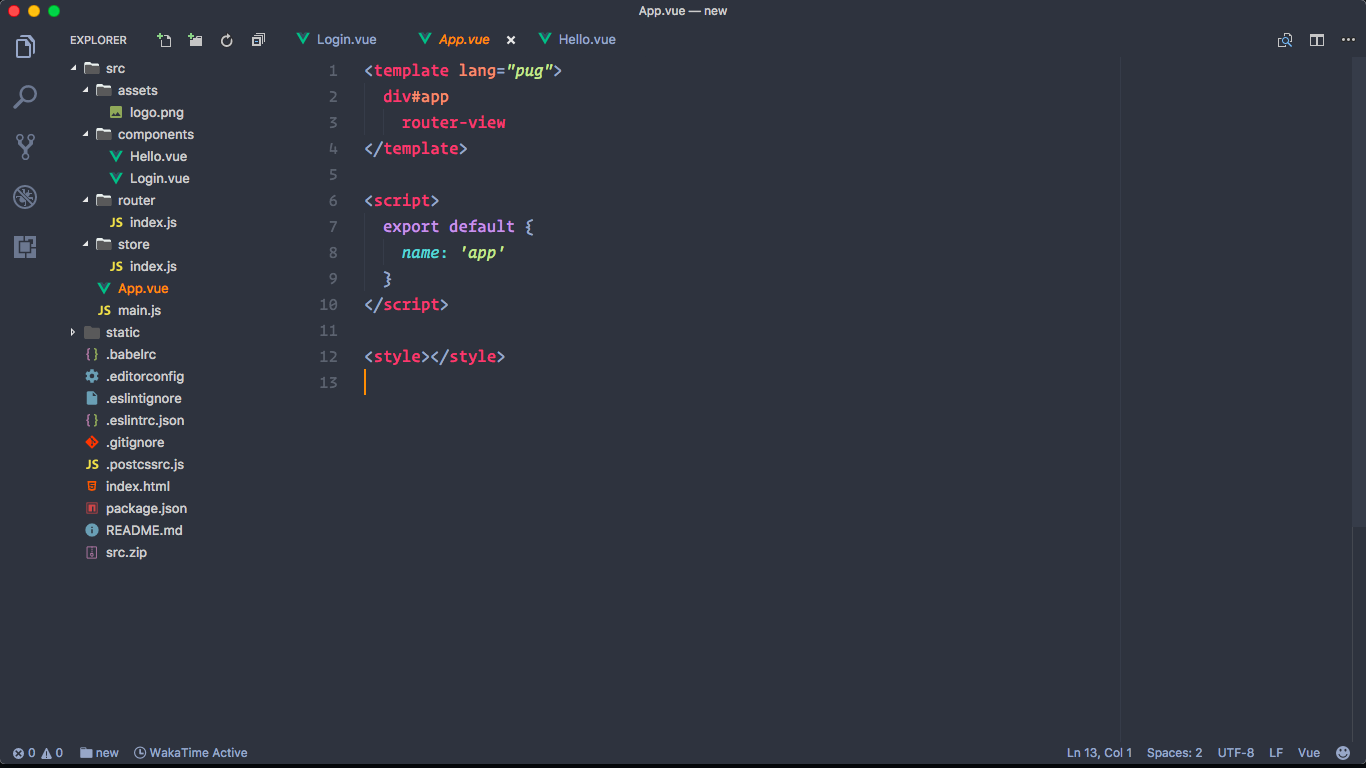 App.vue — new
EXPLORER
Login.vue
App.vue
Hello.vue
src
assets
logo.png
components
Hello.vue
Login.vue
router
JS index.js
store
JS index.js
App.vue
JS main.js
static
{ } .babelrc
.editorconfig
.eslintignore
{ } .eslintrc.json
.gitignore
JS .postcssrc.js
index.html
package.json
README.md
src.zip
1 <template lang="pug">
2 div#app
3 router-view
4 </template>
5
6 <script>
7 export default {
8 name: 'app'
9 }
10 </script>
11
12 <style></style>
13
0 0 new WakaTime Active
Ln 13, Col 1 Spaces: 2 UTF-8 LF Vue